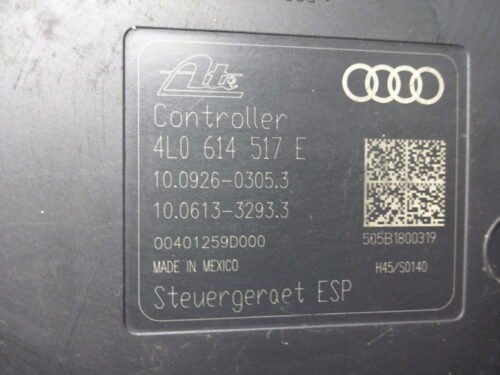 Ate
Controller
4L0 614 517 E
10.0926-0305.3
10.0613-3293.3
00401259D000
505B1800319
MADE IN MEXICO
H45/S0140
Steuergeraet ESP